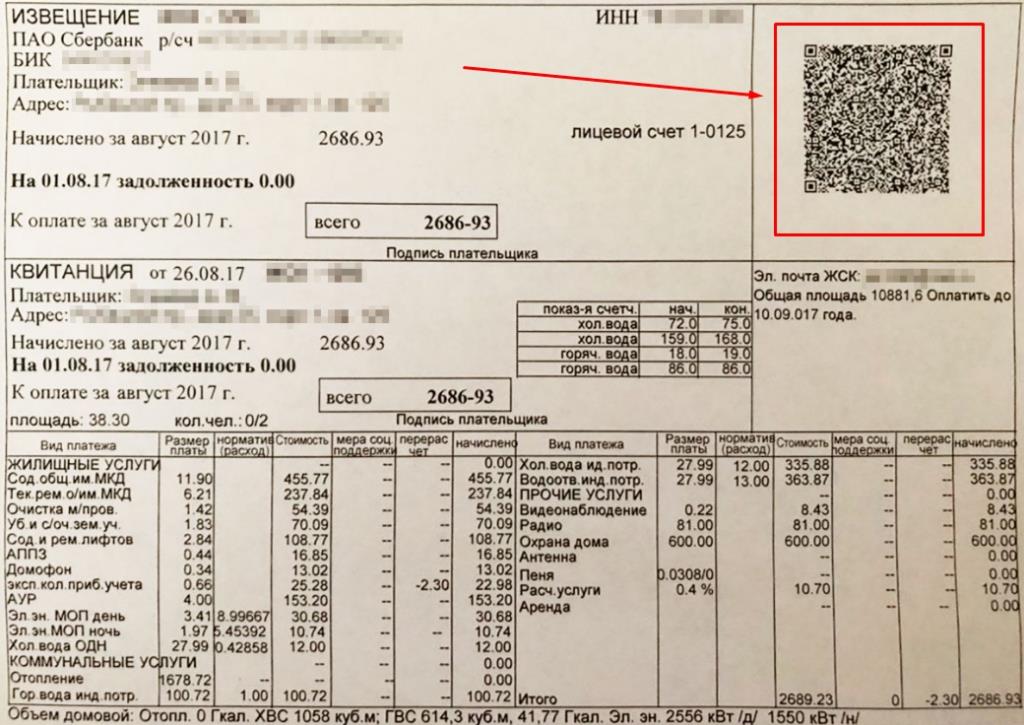 ИЗВЕЩЕНИЕ ИНН
ПАО Сбербанк р/сч
БИК
Плательщик:
Адрес:
Начислено за август 2017 г. 2686.93
лицевой счет 1-0125
На 01.08.17 задолженность 0.00
К оплате за август 2017 г. всего 2686-93
Подпись плательщика
КВИТАНЦИЯ от 26.08.17
Плательщик:
Адрес:
Начислено за август 2017 г. 2686.93
На 01.08.17 задолженность 0.00
К оплате за август 2017 г. всего 2686-93
площадь: 38.30 кол.чел.: 0/2 Подпись плательщика
показ-я счетч. нач. кон.
хол.вода 72.0 75.0
хол.вода 159.0 168.0
горяч. вода 18.0 19.0
горяч. вода 86.0 86.0
Эл. почта ЖСК:
Общая площадь 10881,6 Оплатить до
10.09.017 года.
Вид платежа Размер платы норматив (расход) Стоимость мера соц. поддержки перерас чет начислено
ЖИЛИЩНЫЕ УСЛУГИ -- -- -- 0.00
Сод.общ.им.МКД 11.90 455.77 -- -- 455.77
Тек.рем.о/им.МКД 6.21 237.84 -- -- 237.84
Очистка м/пров. 1.42 54.39 -- -- 54.39
Уб.и с/оч.зем.уч. 1.83 70.09 -- -- 70.09
Сод.и рем.лифтов 2.84 108.77 -- -- 108.77
АППЗ 0.44 16.85 -- -- 16.85
Домофон 0.34 13.02 -- -- 13.02
эксп.кол.приб.учета 0.66 25.28 -- -2.30 22.98
АУР 4.00 153.20 -- -- 153.20
Эл.эн. МОП день 3.41 8.99667 30.68 -- -- 30.68
Эл.эн.МОП ночь 1.97 5.45392 10.74 -- -- 10.74
Хол.вода ОДН 27.99 0.42858 12.00 -- -- 12.00
КОММУНАЛЬНЫЕ УСЛУГИ -- -- -- 0.00
Отопление 1678.72 -- -- -- -- 0.00
Гор.вода инд.потр. 100.72 1.00 100.72 -- -- 100.72
Вид платежа Размер платы норматив (расход) Стоимость мера соц. поддержки перерас чет начислено
Хол.вода ид.потр. 27.99 12.00 335.88 -- -- 335.88
Водоотв.инд.потр. 27.99 13.00 363.87 -- -- 363.87
ПРОЧИЕ УСЛУГИ -- -- -- 0.00
Видеонаблюдение 0.22 8.43 -- -- 8.43
Радио 81.00 81.00 -- -- 81.00
Охрана дома 600.00 600.00 -- -- 600.00
Антенна -- -- -- 0.00
Пеня 0.0308/0 -- -- -- 0.00
Расч.услуги 0.4 % 10.70 -- -- 10.70
Аренда -- -- -- 0.00
Итого 2689.23 0 -2.30 2686.93
Объем домовой: Отопл. 0 Гкал. ХВС 1058 куб.м; ГВС 614,3 куб.м, 41,77 Гкал. Эл. эн. 2556 кВт /д/ 1550 кВт /н/